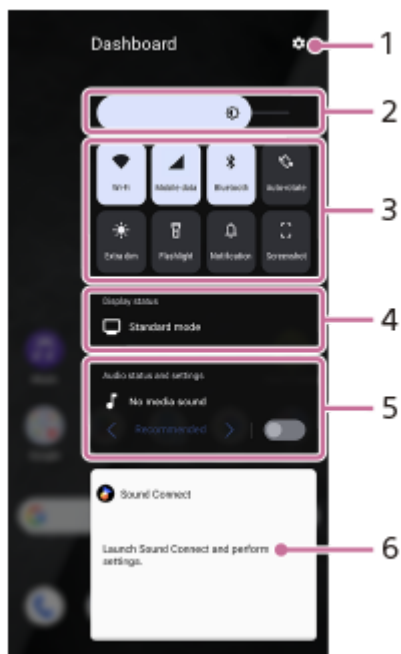 Dashboard
1
2
Wi-Fi Mobile data Bluetooth Auto-rotate
3
Extra dim Flashlight Notification Screenshot
Display status
Standard mode
4
Audio status and settings
No media sound
Recommended
5
Sound Connect
Launch Sound Connect and perform
settings.
6
Music
Google